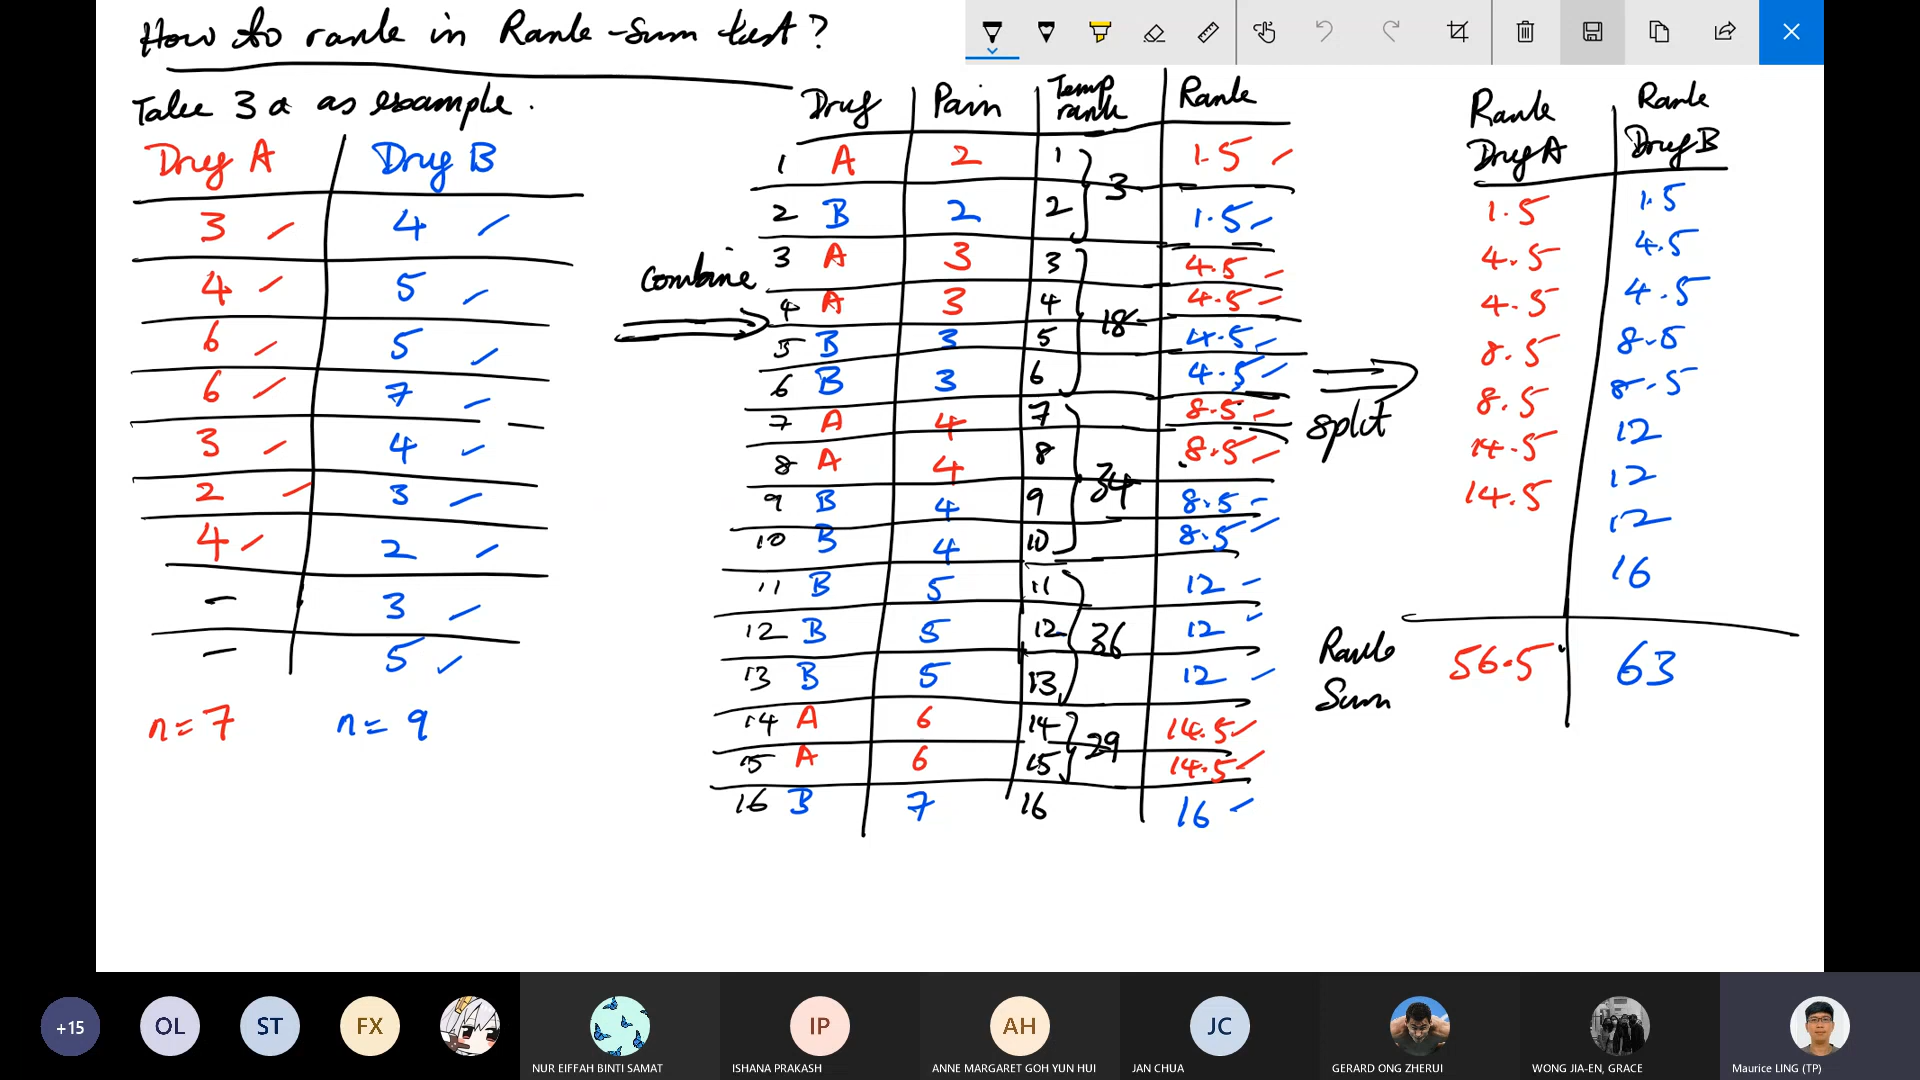 How to rank in Rank-Sum test?
Take 3a as example.
Drug A Drug B
3 4
4 5
6 5
6 7
3 4
2 3
4 2
- 3
- 5
n = 7 n = 9
combine
Drug Pain Temp rank Rank
1 A 2 1 1.5
3
2 B 2 2 1.5
3 A 3 3 4.5
4 A 3 4 4.5
18
5 B 3 5 4.5
6 B 3 6 4.5
7 A 4 7 8.5
8 A 4 8 8.5
34
9 B 4 9 8.5
10 B 4 10 8.5
11 B 5 11 12
12 B 5 12 12
36
13 B 5 13 12
14 A 6 14 14.5
29
15 A 6 15 14.5
16 B 7 16 16
split
Rank Drug A Rank Drug B
1.5 1.5
4.5 4.5
4.5 4.5
8.5 8.5
8.5 8.5
14.5 12
14.5 12
12
16
Rank Sum 56.5 63
+15
OL
ST
FX
NUR EIFFAH BINTI SAMAT
IP
ISHANA PRAKASH
AH
ANNE MARGARET GOH YUN HUI
JC
JAN CHUA
GERARD ONG ZHERUI
WONG JIA-EN, GRACE
Maurice LING (TP)